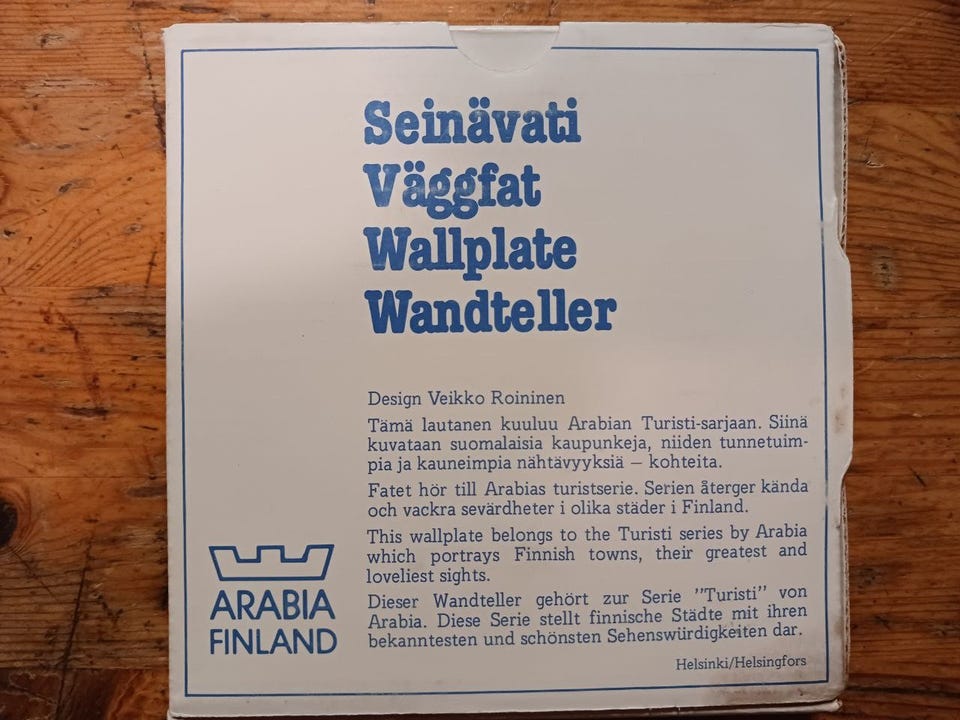 Seinävati
Väggfat
Wallplate
Wandteller
Design Veikko Roininen
Tämä lautanen kuuluu Arabian Turisti-sarjaan. Siinä
kuvataan suomalaisia kaupunkeja, niiden tunnetuim-
pia ja kauneimpia nähtävyyksiä – kohteita.
Fatet hör till Arabias turistserie. Serien återger kända
och vackra sevärdheter i olika städer i Finland.
This wallplate belongs to the Turisti series by Arabia
which portrays Finnish towns, their greatest and
loveliest sights.
Dieser Wandteller gehört zur Serie "Turisti" von
Arabia. Diese Serie stellt finnische Städte mit ihren
bekanntesten und schönsten Sehenswürdigkeiten dar.
Helsinki/Helsingfors
ARABIA
FINLAND